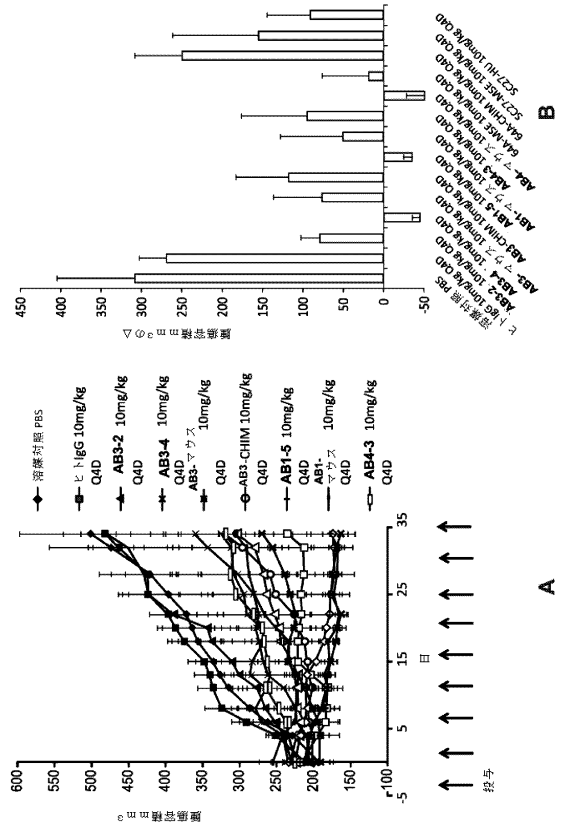 腫瘍容積mm³
600
550
500
450
400
350
300
250
200
150
100
-5
5
15
25
35
日
投与
溶媒対照 PBS
ヒトIgG 10mg/kg Q4D
AB3-2 10mg/kg Q4D
AB3-4 10mg/kg Q4D
AB3-マウス 10mg/kg Q4D
AB3-CHIM 10mg/kg Q4D
AB1-5 10mg/kg Q4D
AB1-マウス 10mg/kg Q4D
AB4-3 10mg/kg Q4D
A
腫瘍容積mm³の△
450
400
350
300
250
200
150
100
50
0
-50
溶媒対照 PBS
ヒトIgG 10mg/kg Q4D
AB3-2 10mg/kg Q4D
AB3-4 10mg/kg Q4D
AB3-マウス 10mg/kg Q4D
AB3-CHIM 10mg/kg Q4D
AB1-5 10mg/kg Q4D
AB1-マウス 10mg/kg Q4D
AB4-3 10mg/kg Q4D
AB4-マウス 10mg/kg Q4D
64A-MSE 10mg/kg Q4D
64A-CHIM 10mg/kg Q4D
SC27-MSE 10mg/kg Q4D
SC27-HU 10mg/kg Q4D
B